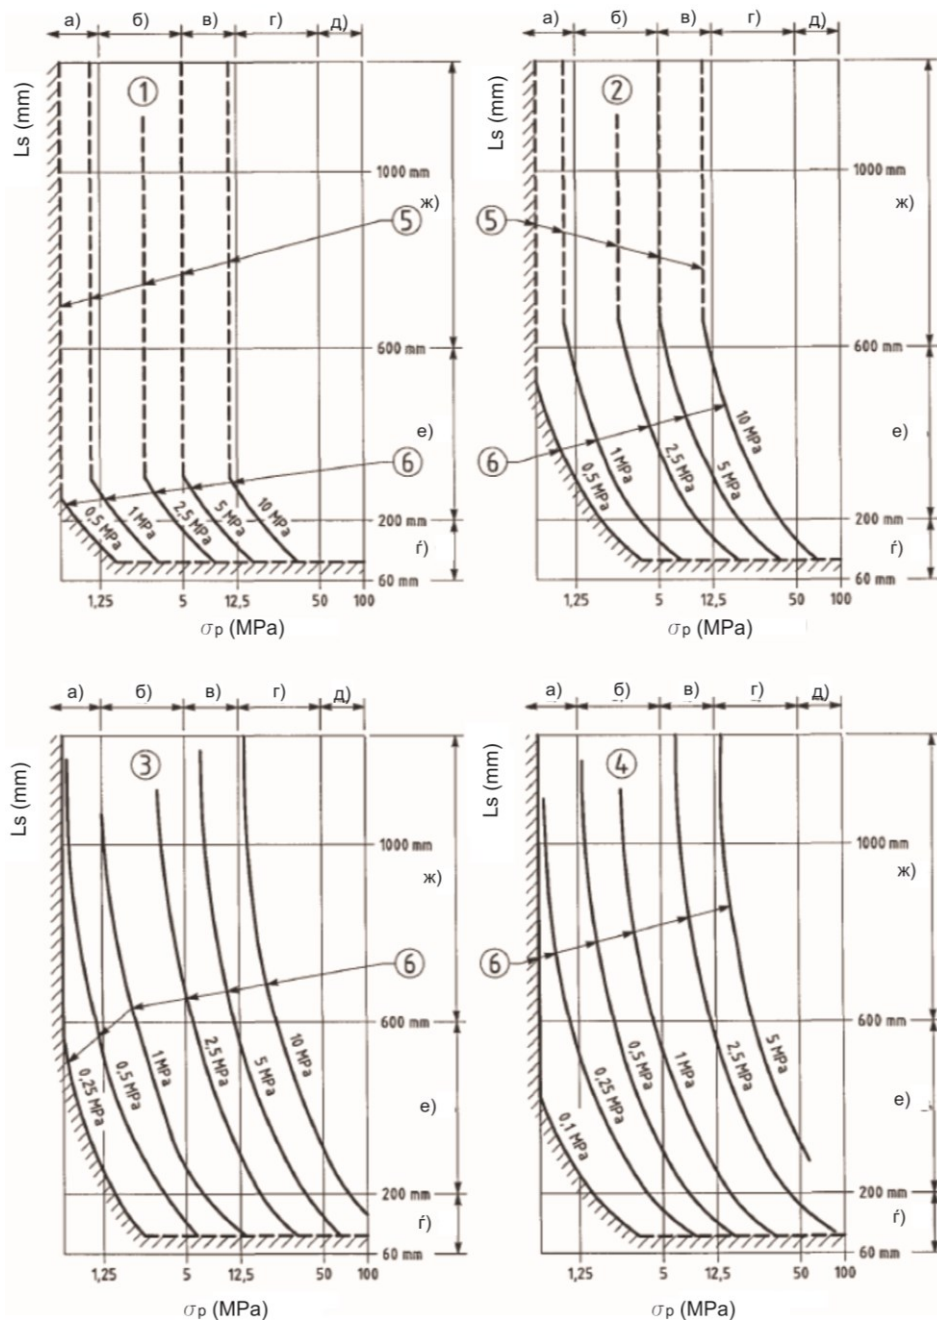 а) б) в) г) д)
Ls (mm)
1
1000 mm
ж)
5
600 mm
е)
6
0,5 MPa 1 MPa 2,5 MPa 5 MPa 10 MPa
200 mm
ѓ)
60 mm
1,25 5 12,5 50 100
σp (MPa)
а) б) в) г) д)
Ls (mm)
2
1000 mm
ж)
5
600 mm
е)
6
0,5 MPa 1 MPa 2,5 MPa 5 MPa 10 MPa
200 mm
ѓ)
60 mm
1,25 5 12,5 50 100
σp (MPa)
а) б) в) г) д)
Ls (mm)
3
1000 mm
ж)
6
600 mm
0,25 MPa 0,5 MPa 1 MPa 2,5 MPa 5 MPa 10 MPa
е)
200 mm
ѓ)
60 mm
1,25 5 12,5 50 100
σp (MPa)
а) б) в) г) д)
Ls (mm)
4
1000 mm
ж)
6
600 mm
0,1 MPa 0,25 MPa 0,5 MPa 1 MPa 2,5 MPa 5 MPa
е)
200 mm
ѓ)
60 mm
1,25 5 12,5 50 100
σp (MPa)